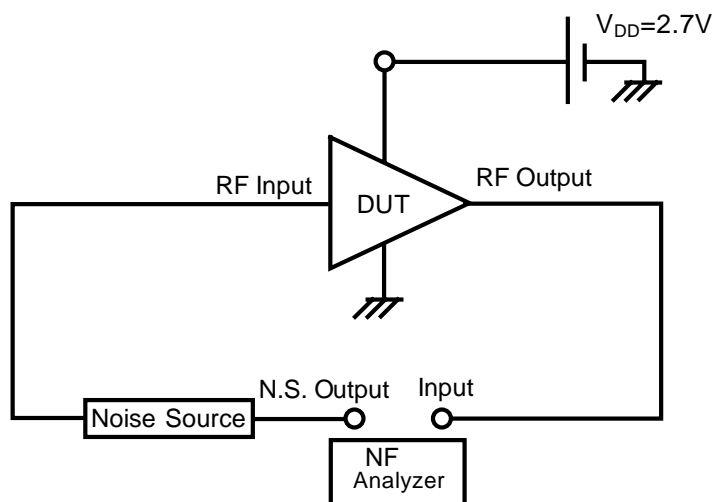 V_DD=2.7V
RF Input
DUT
RF Output
N.S. Output
Input
Noise Source
NF
Analyzer